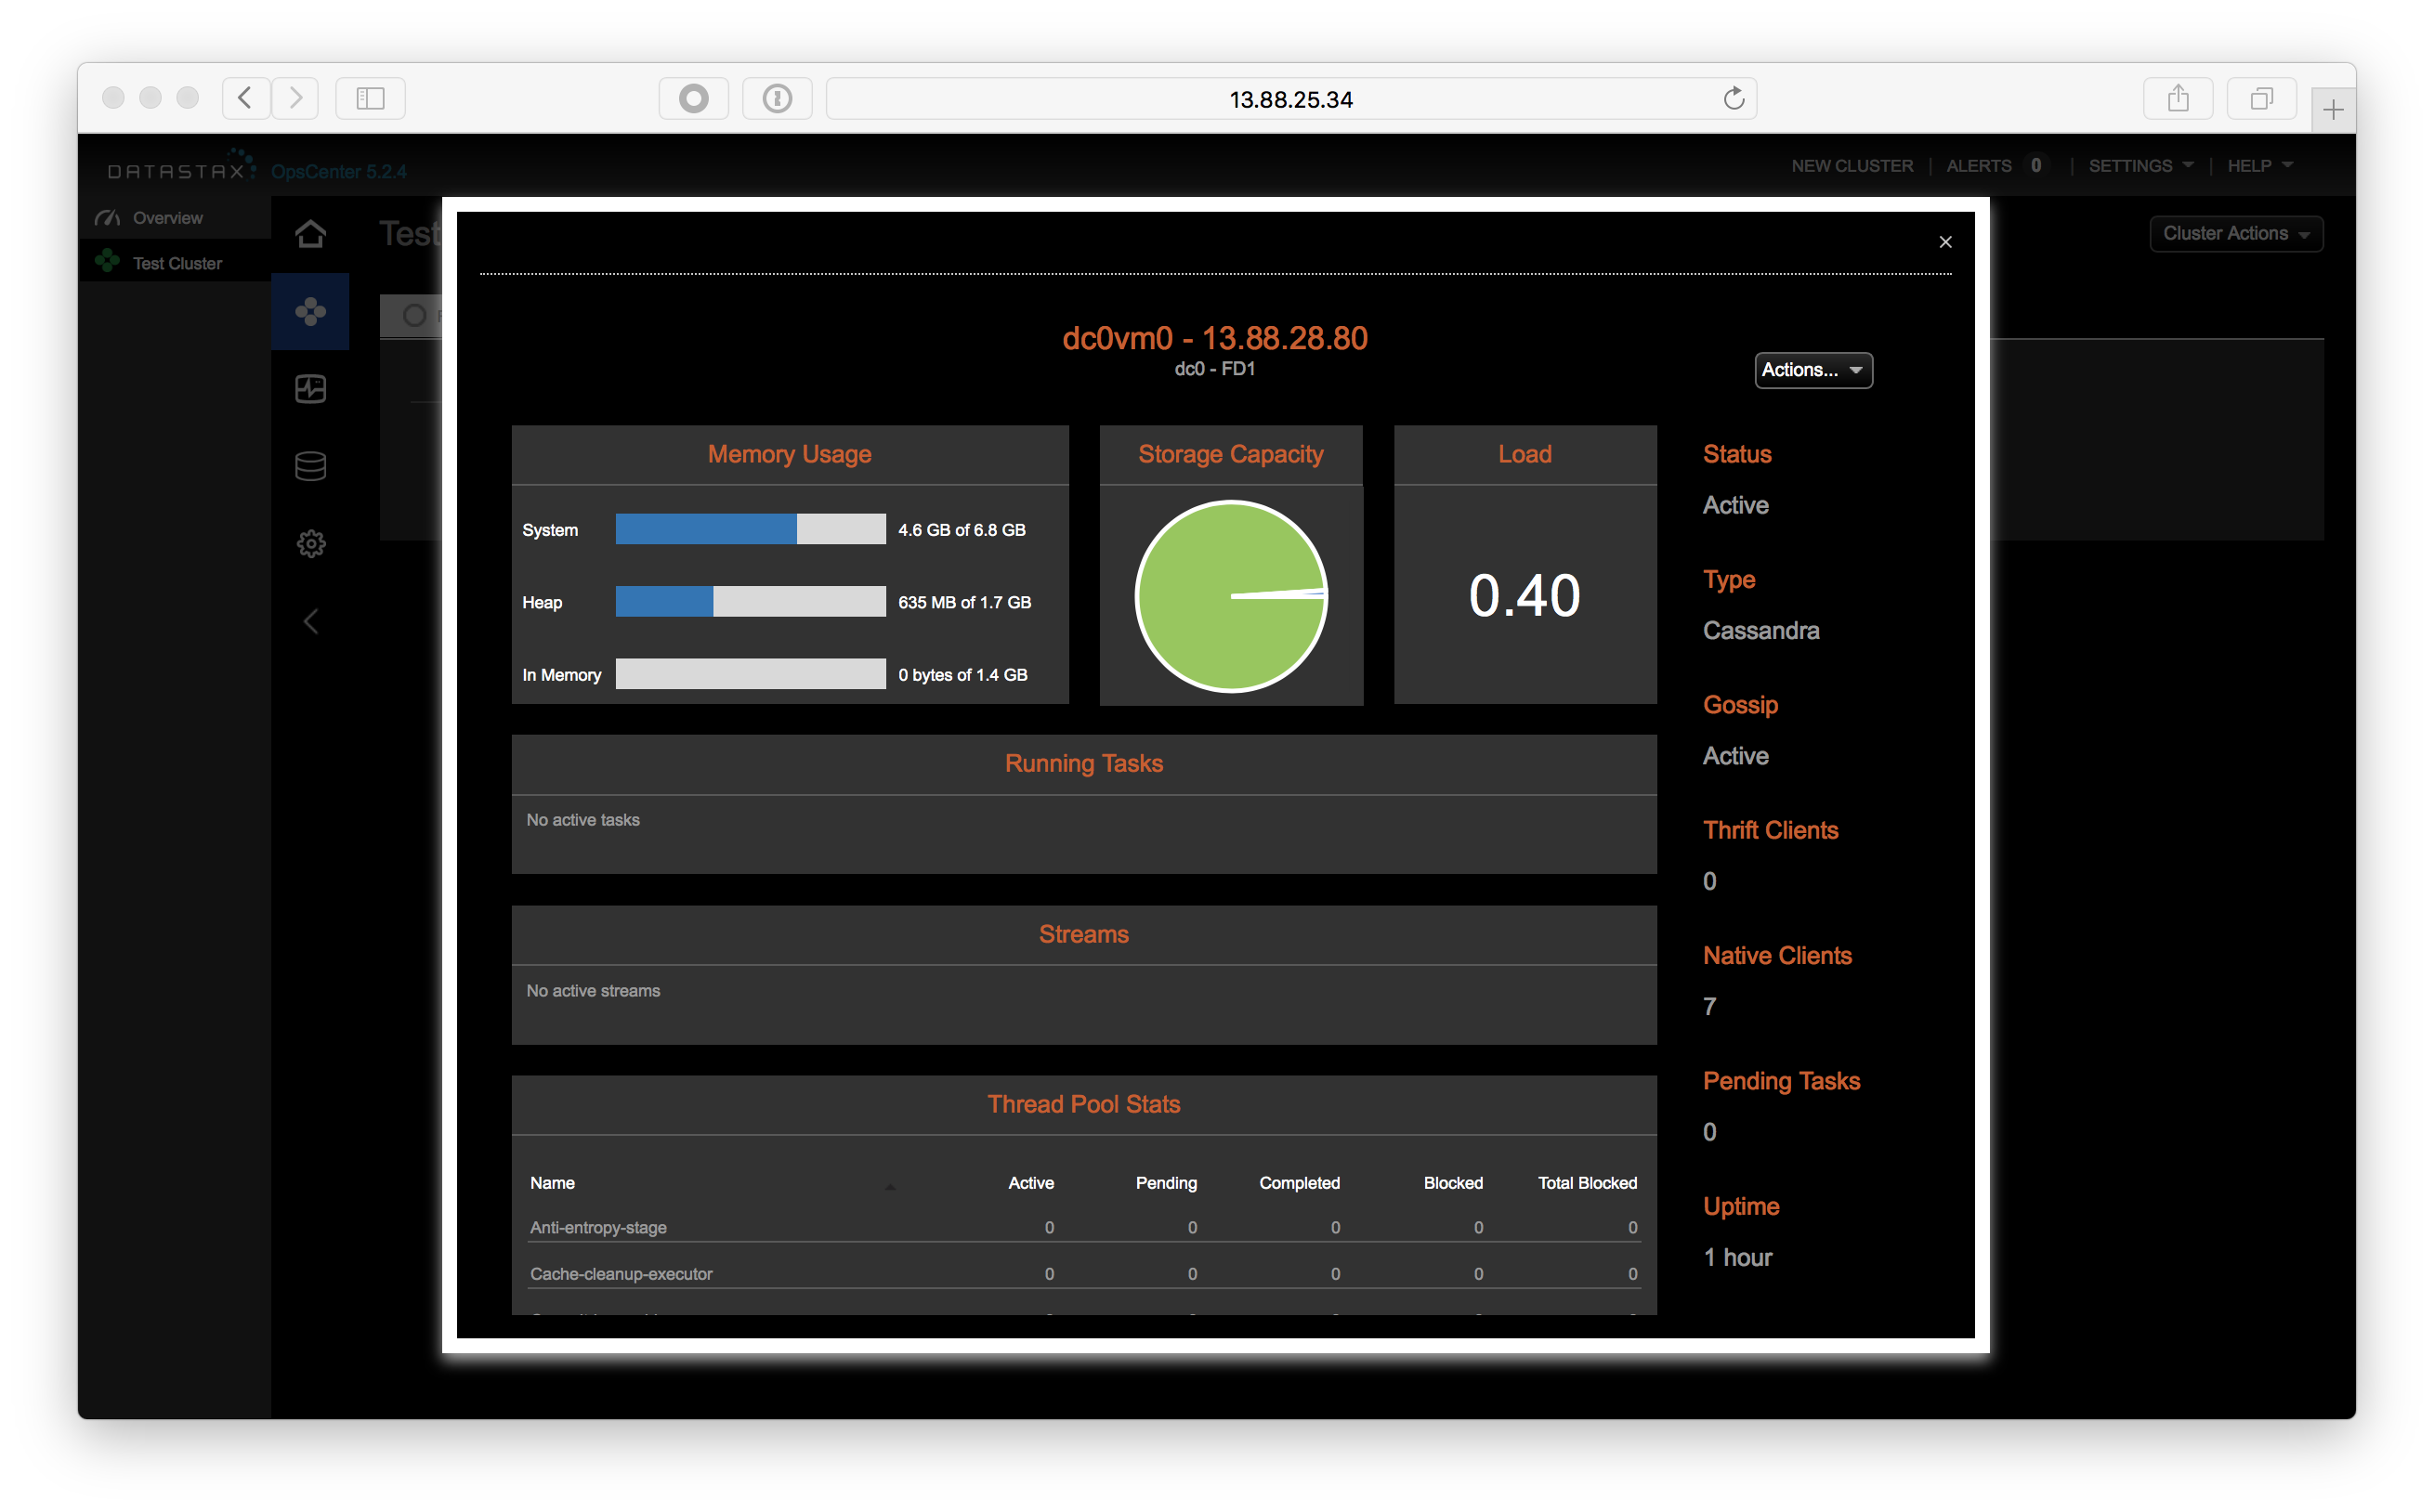 13.88.25.34
DATASTAX OpsCenter 5.2.4
NEW CLUSTER | ALERTS 0 | SETTINGS | HELP
Overview
Test Cluster
Test
Cluster Actions
dc0vm0 - 13.88.28.80
dc0 - FD1
Actions...
Memory Usage
System 4.6 GB of 6.8 GB
Heap 635 MB of 1.7 GB
In Memory 0 bytes of 1.4 GB
Storage Capacity
Load
0.40
Running Tasks
No active tasks
Streams
No active streams
Thread Pool Stats
Name Active Pending Completed Blocked Total Blocked
Anti-entropy-stage 0 0 0 0 0
Cache-cleanup-executor 0 0 0 0 0
Status
Active
Type
Cassandra
Gossip
Active
Thrift Clients
0
Native Clients
7
Pending Tasks
0
Uptime
1 hour